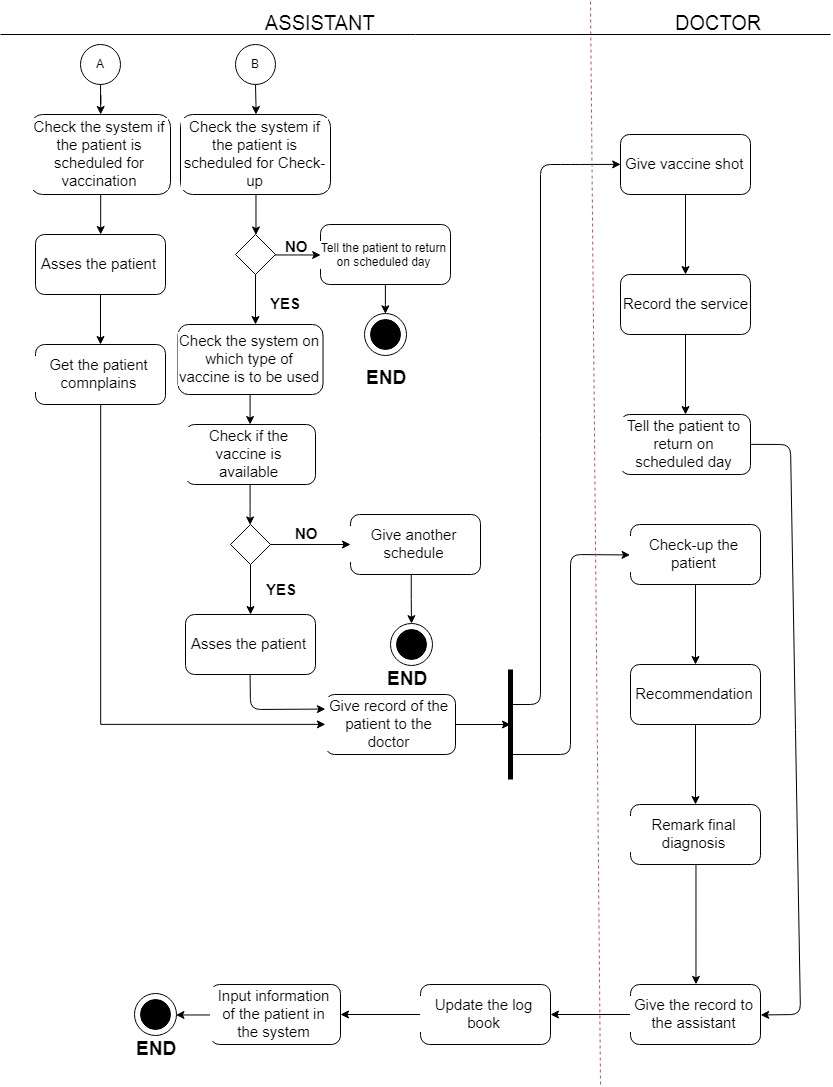 ASSISTANT
DOCTOR
A
B
Check the system if
the patient is
scheduled for
vaccination
Check the system if
the patient is
scheduled for Check-
up
Give vaccine shot
Asses the patient
NO
Tell the patient to return
on scheduled day
YES
Record the service
Get the patient
comnplains
Check the system on
which type of
vaccine is to be used
END
Check if the
vaccine is
available
Tell the patient to
return on
scheduled day
NO
Give another
schedule
Check-up the
patient
YES
Asses the patient
END
Give record of the
patient to the
doctor
Recommendation
Remark final
diagnosis
Input information
of the patient in
the system
Update the log
book
Give the record to
the assistant
END